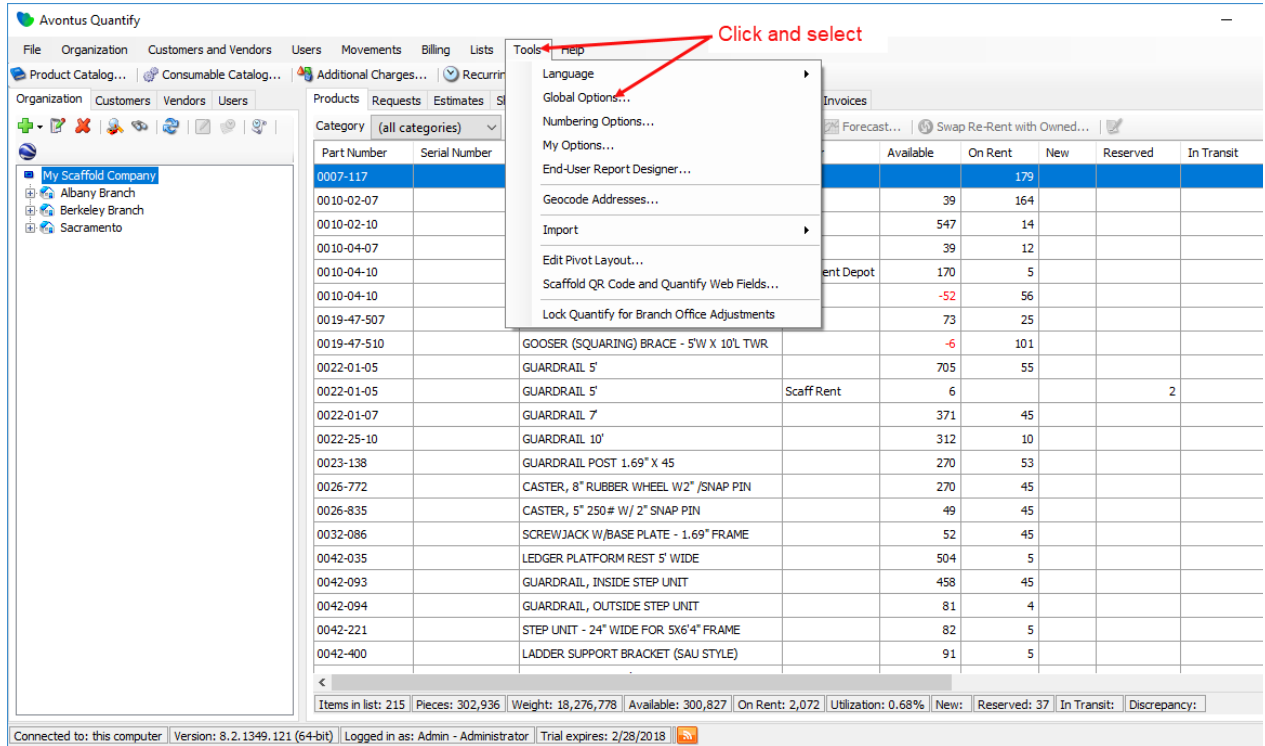 Avontus Quantify
Click and select
File Organization Customers and Vendors Users Movements Billing Lists Tools Help
Product Catalog... Consumable Catalog... Additional Charges... Recurrin
Language
Organization Customers Vendors Users
Products Requests Estimates Invoices
Global Options...
Category (all categories) Forecast... Swap Re-Rent with Owned...
Numbering Options...
Part Number Serial Number Available On Rent New Reserved In Transit
My Options...
My Scaffold Company
0007-117 179
End-User Report Designer...
Albany Branch
0010-02-07 39 164
Geocode Addresses...
Berkeley Branch
0010-02-10 547 14
Import
Sacramento
0010-04-07 39 12
Edit Pivot Layout...
0010-04-10 ent Depot 170 5
Scaffold QR Code and Quantify Web Fields...
0010-04-10 -52 56
Lock Quantify for Branch Office Adjustments
0019-47-507 73 25
0019-47-510 GOOSER (SQUARING) BRACE - 5'W X 10'L TWR -6 101
0022-01-05 GUARDRAIL 5' 705 55
0022-01-05 GUARDRAIL 5' Scaff Rent 6 2
0022-01-07 GUARDRAIL 7' 371 45
0022-25-10 GUARDRAIL 10' 312 10
0023-138 GUARDRAIL POST 1.69" X 45 270 53
0026-772 CASTER, 8" RUBBER WHEEL W2" /SNAP PIN 270 45
0026-835 CASTER, 5" 250# W/ 2" SNAP PIN 49 45
0032-086 SCREWJACK W/BASE PLATE - 1.69" FRAME 52 45
0042-035 LEDGER PLATFORM REST 5' WIDE 504 5
0042-093 GUARDRAIL, INSIDE STEP UNIT 458 45
0042-094 GUARDRAIL, OUTSIDE STEP UNIT 81 4
0042-221 STEP UNIT - 24" WIDE FOR 5X6'4" FRAME 82 5
0042-400 LADDER SUPPORT BRACKET (SAU STYLE) 91 5
Items in list: 215 Pieces: 302,936 Weight: 18,276,778 Available: 300,827 On Rent: 2,072 Utilization: 0.68% New: Reserved: 37 In Transit: Discrepancy:
Connected to: this computer Version: 8.2.1349.121 (64-bit) Logged in as: Admin - Administrator Trial expires: 2/28/2018